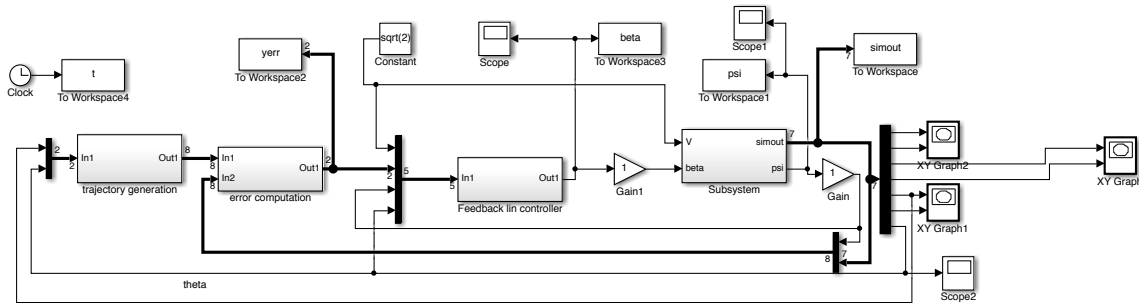 yerr
2
To Workspace2
sqrt(2)
Constant
Scope
beta
To Workspace3
Scope1
psi
To Workspace1
simout
7
To Workspace
Clock
t
To Workspace4
2
2
In1
Out1
trajectory generation
8
8
8
In1
In2
Out1
error computation
2
2
5
5
In1
Out1
Feedback lin controller
1
Gain1
V
beta
simout
psi
Subsystem
7
1
Gain
7
XY Graph2
XY Graph
XY Graph1
8
7
theta
Scope2